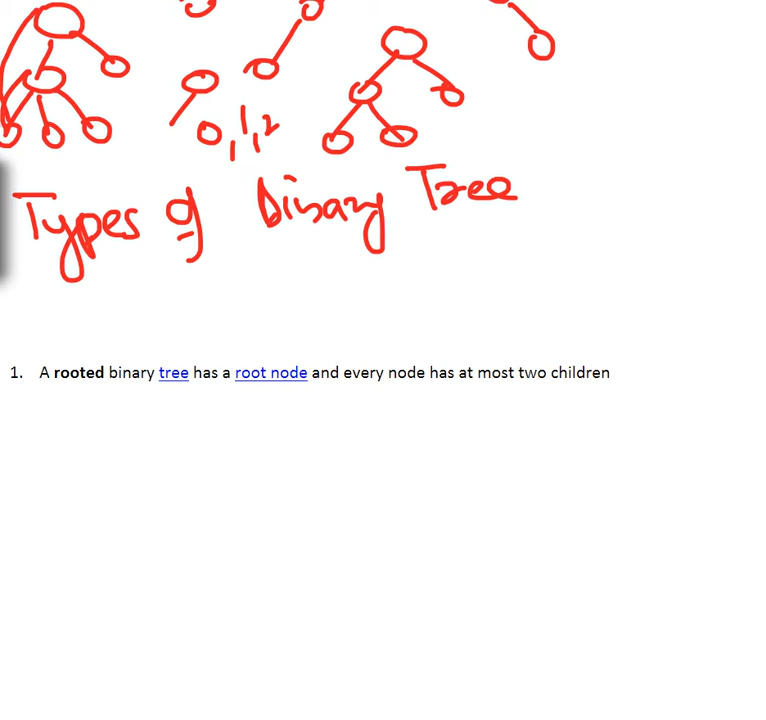 0, 1, 2
Types of binary Tree
1. A rooted binary tree has a root node and every node has at most two children